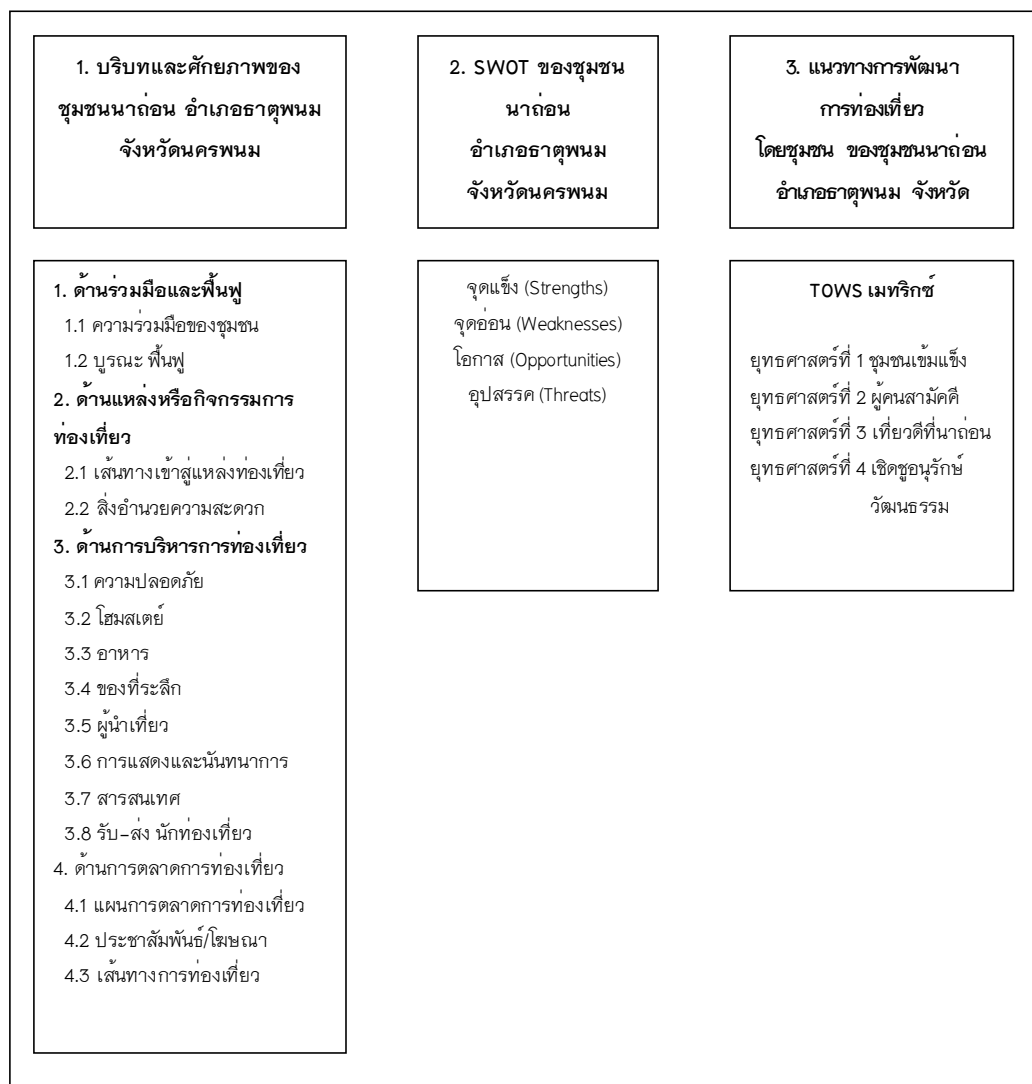 1. บริบทและศักยภาพของ
ชุมชนนาถ่อน อำเภอธาตุพนม
จังหวัดนครพนม
2. SWOT ของชุมชน
นาถ่อน
อำเภอธาตุพนม
จังหวัดนครพนม
3. แนวทางการพัฒนา
การท่องเที่ยว
โดยชุมชน ของชุมชนนาถ่อน
อำเภอธาตุพนม จังหวัด
1. ด้านร่วมมือและฟื้นฟู
1.1 ความร่วมมือของชุมชน
1.2 บูรณะ ฟื้นฟู
2. ด้านแหล่งหรือกิจกรรมการ
ท่องเที่ยว
2.1 เส้นทางเข้าสู่แหล่งท่องเที่ยว
2.2 สิ่งอำนวยความสะดวก
3. ด้านการบริหารการท่องเที่ยว
3.1 ความปลอดภัย
3.2 โฮมสเตย์
3.3 อาหาร
3.4 ของที่ระลึก
3.5 ผู้นำเที่ยว
3.6 การแสดงและนันทนาการ
3.7 สารสนเทศ
3.8 รับ-ส่ง นักท่องเที่ยว
4. ด้านการตลาดการท่องเที่ยว
4.1 แผนการตลาดการท่องเที่ยว
4.2 ประชาสัมพันธ์/โฆษณา
4.3 เส้นทางการท่องเที่ยว
จุดแข็ง (Strengths)
จุดอ่อน (Weaknesses)
โอกาส (Opportunities)
อุปสรรค (Threats)
TOWS เมทริกซ์
ยุทธศาสตร์ที่ 1 ชุมชนเข้มแข็ง
ยุทธศาสตร์ที่ 2 ผู้คนสามัคคี
ยุทธศาสตร์ที่ 3 เที่ยวดีที่นาถ่อน
ยุทธศาสตร์ที่ 4 เชิดชูอนุรักษ์
วัฒนธรรม